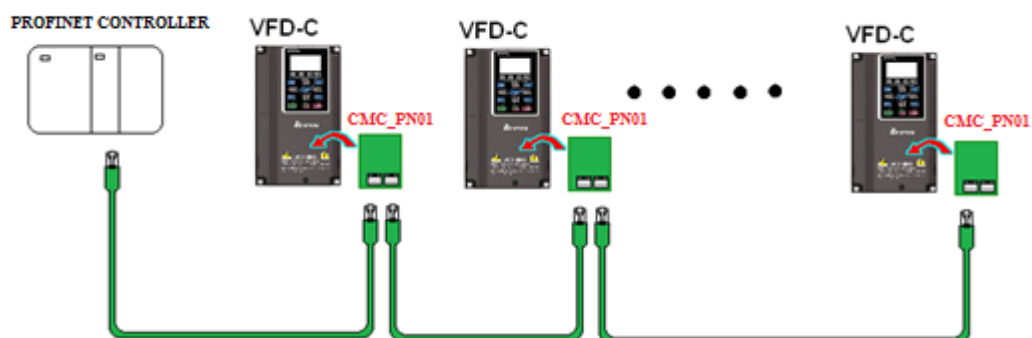 PROFINET CONTROLLER
VFD-C
VFD-C
VFD-C
CMC_PN01
CMC_PN01
CMC_PN01